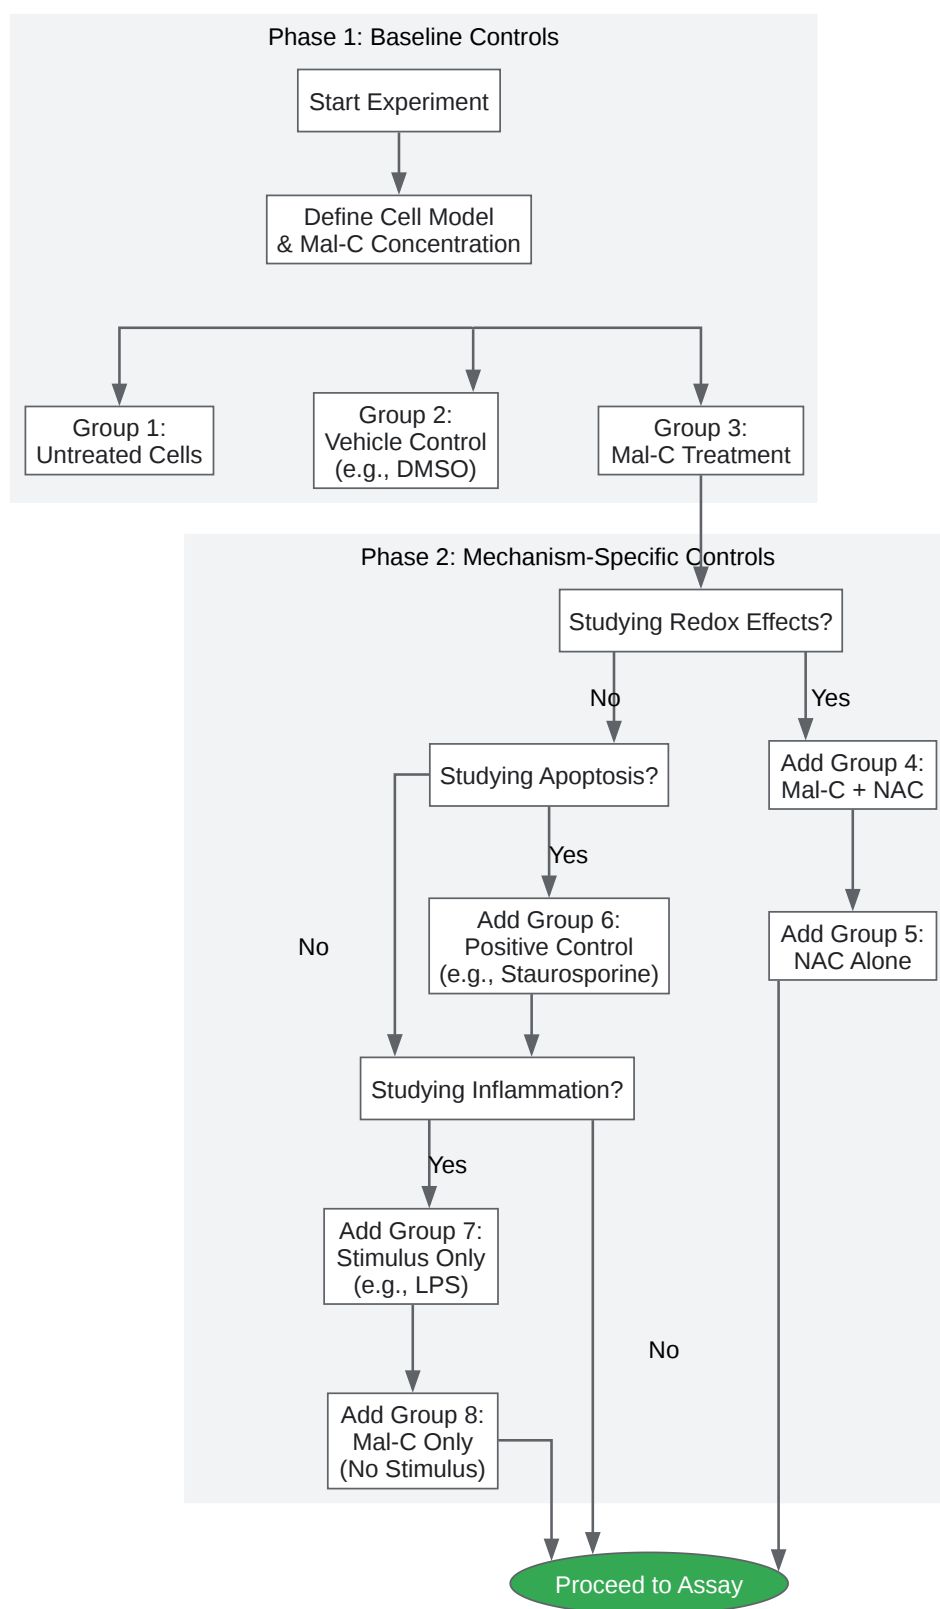 Phase 1: Baseline Controls
Start Experiment
Define Cell Model
& Mal-C Concentration
Group 1:
Untreated Cells
Group 2:
Vehicle Control
(e.g., DMSO)
Group 3:
Mal-C Treatment
Phase 2: Mechanism-Specific Controls
Studying Redox Effects?
No
Yes
Studying Apoptosis?
Add Group 4:
Mal-C + NAC
Yes
No
Add Group 6:
Positive Control
(e.g., Staurosporine)
Add Group 5:
NAC Alone
Studying Inflammation?
Yes
Add Group 7:
Stimulus Only
(e.g., LPS)
No
Add Group 8:
Mal-C Only
(No Stimulus)
Proceed to Assay